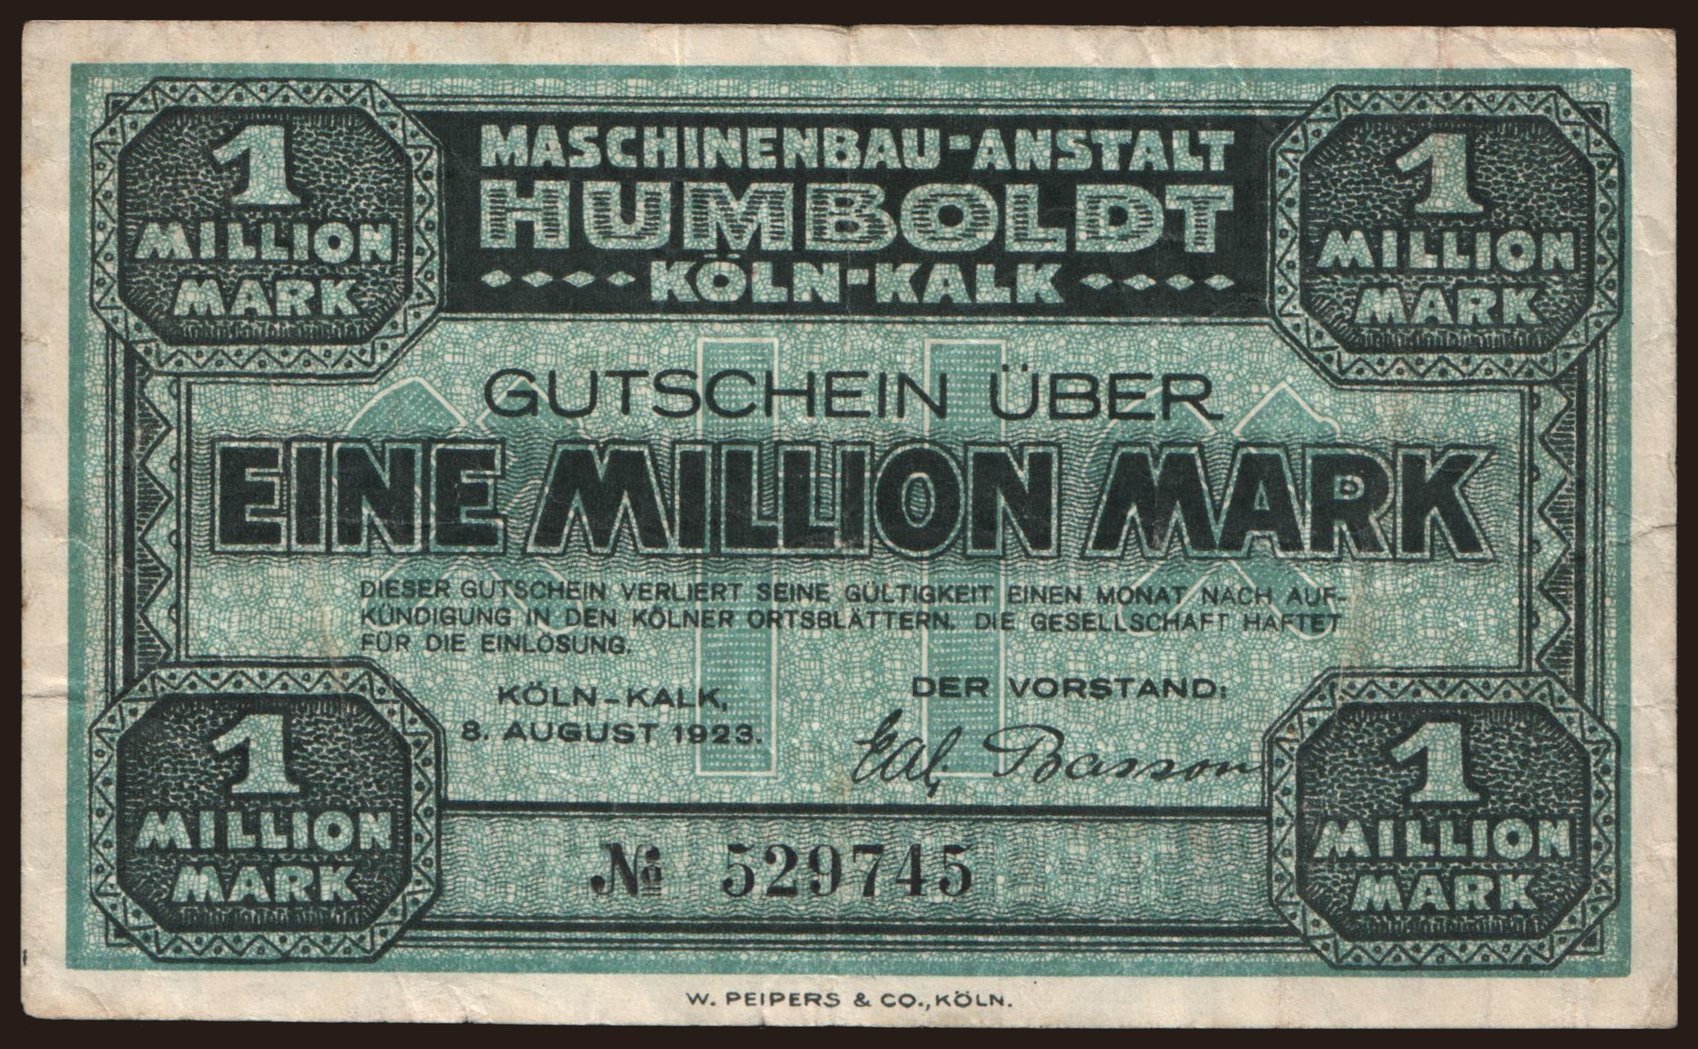 1
MILLION
MARK
MASCHINENBAU-ANSTALT
HUMBOLDT
KÖLN-KALK
1
MILLION
MARK
GUTSCHEIN ÜBER
EINE MILLION MARK
DIESER GUTSCHEIN VERLIERT SEINE GÜLTIGKEIT EINEN MONAT NACH AUF-
KÜNDIGUNG IN DEN KÖLNER ORTSBLÄTTERN. DIE GESELLSCHAFT HAFTET
FÜR DIE EINLÖSUNG.
KÖLN-KALK,
8. AUGUST 1923.
DER VORSTAND:
1
MILLION
MARK
№ 529745
1
MILLION
MARK
W. PEIPERS & CO., KÖLN.